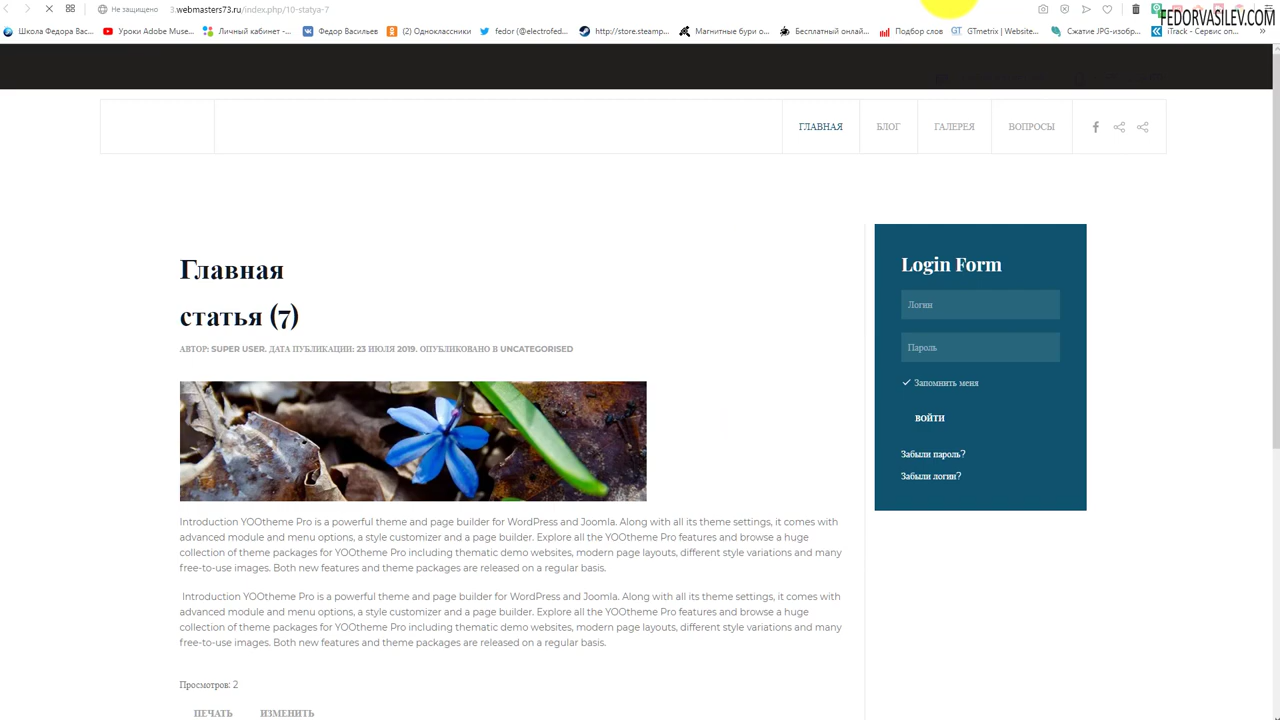 Не защищено
3.webmasters73.ru/index.php/10-statya-7
FEDORVASILEV.COM
Школа Федора Вас...
Уроки Adobe Muse...
Личный кабинет -...
Федор Васильев
(2) Одноклассники
fedor (@electrofed...
http://store.steamp...
Магнитные бури о...
Бесплатный онлай...
Подбор слов
GTmetrix | Website...
Сжатие JPG-изобр...
iTrack - Сервис оп...
ГЛАВНАЯ
БЛОГ
ГАЛЕРЕЯ
ВОПРОСЫ
Главная
статья (7)
АВТОР: SUPER USER. ДАТА ПУБЛИКАЦИИ: 23 ИЮЛЯ 2019. ОПУБЛИКОВАНО В UNCATEGORISED
Introduction YOOtheme Pro is a powerful theme and page builder for WordPress and Joomla. Along with all its theme settings, it comes with
advanced module and menu options, a style customizer and a page builder. Explore all the YOOtheme Pro features and browse a huge
collection of theme packages for YOOtheme Pro including thematic demo websites, modern page layouts, different style variations and many
free-to-use images. Both new features and theme packages are released on a regular basis.
Introduction YOOtheme Pro is a powerful theme and page builder for WordPress and Joomla. Along with all its theme settings, it comes with
advanced module and menu options, a style customizer and a page builder. Explore all the YOOtheme Pro features and browse a huge
collection of theme packages for YOOtheme Pro including thematic demo websites, modern page layouts, different style variations and many
free-to-use images. Both new features and theme packages are released on a regular basis.
Просмотров: 2
ПЕЧАТЬ
ИЗМЕНИТЬ
Login Form
Логин
Пароль
Запомнить меня
ВОЙТИ
Забыли пароль?
Забыли логин?